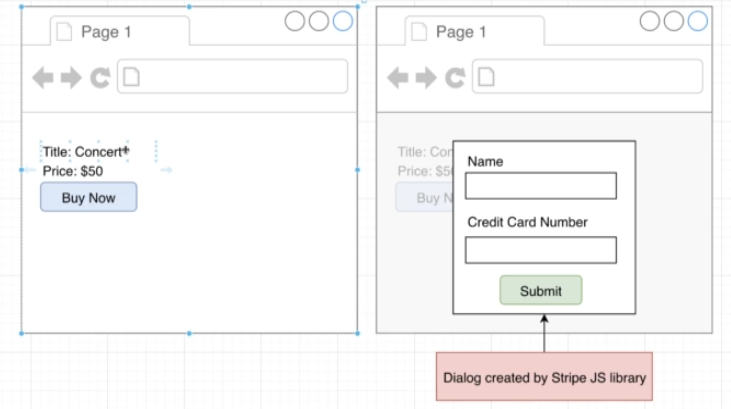 Page 1
Title: Concert
Price: $50
Buy Now
Page 1
Title: Con
Price: $5
Buy N
Name
Credit Card Number
Submit
Dialog created by Stripe JS library